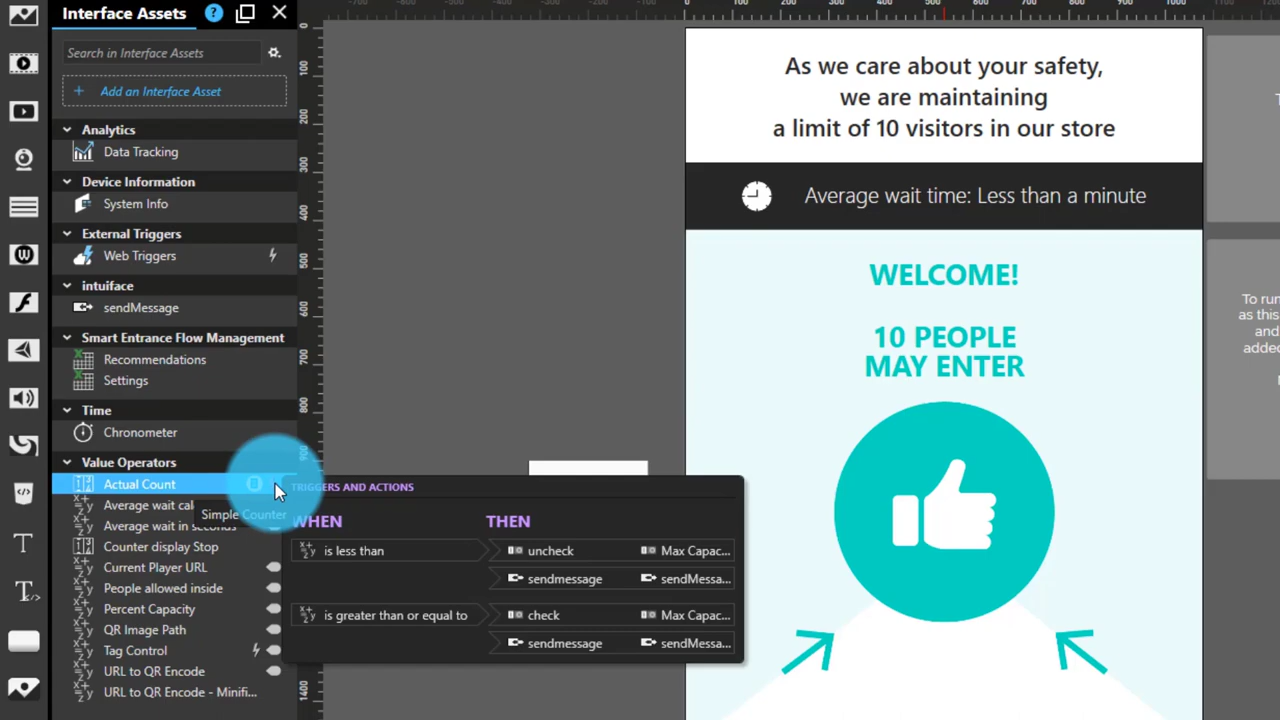 Interface Assets
?
Search in Interface Assets
+ Add an Interface Asset
Analytics
Data Tracking
Device Information
System Info
External Triggers
Web Triggers
intuiface
sendMessage
Smart Entrance Flow Management
Recommendations
Settings
Time
Chronometer
Value Operators
Actual Count
Average wait cal
Simple Counter
Average wait in seconds
Counter display Stop
Current Player URL
People allowed inside
Percent Capacity
QR Image Path
Tag Control
URL to QR Encode
URL to QR Encode - Minifi...
TRIGGERS AND ACTIONS
WHEN THEN
is less than uncheck Max Capac...
sendmessage sendMessa...
is greater than or equal to check Max Capac...
sendmessage sendMessa...
As we care about your safety,
we are maintaining
a limit of 10 visitors in our store
Average wait time: Less than a minute
WELCOME!
10 PEOPLE
MAY ENTER
To run
as this
and
added